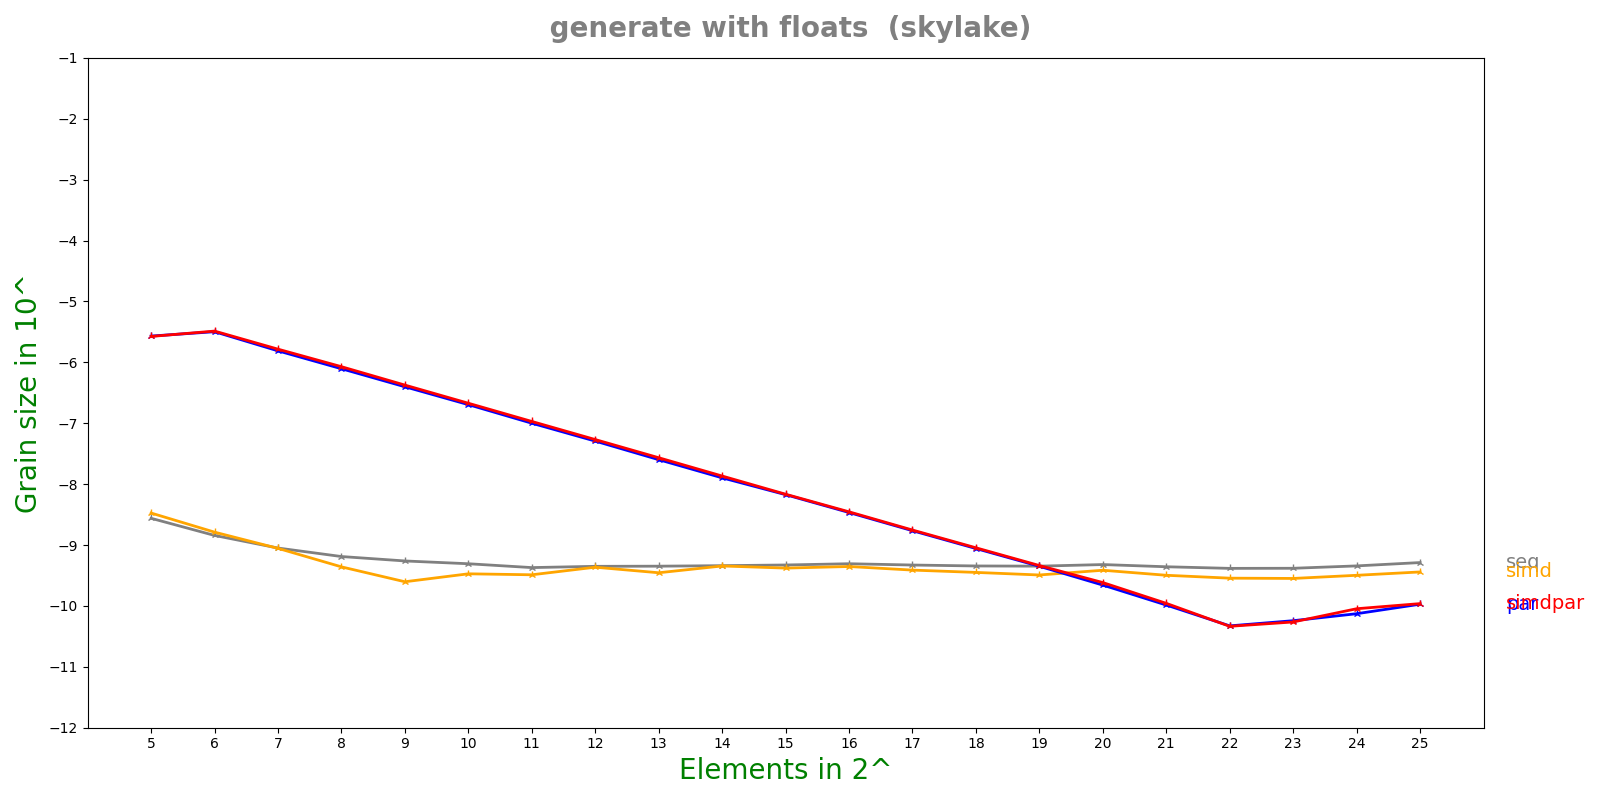 generate with floats  (skylake)
−1
−2
−3
−4
−5
−6
−7
−8
−9
−10
−11
−12
Grain size in 10^
5 6 7 8 9 10 11 12 13 14 15 16 17 18 19 20 21 22 23 24 25
Elements in 2^
seq
simd
simdpar
par